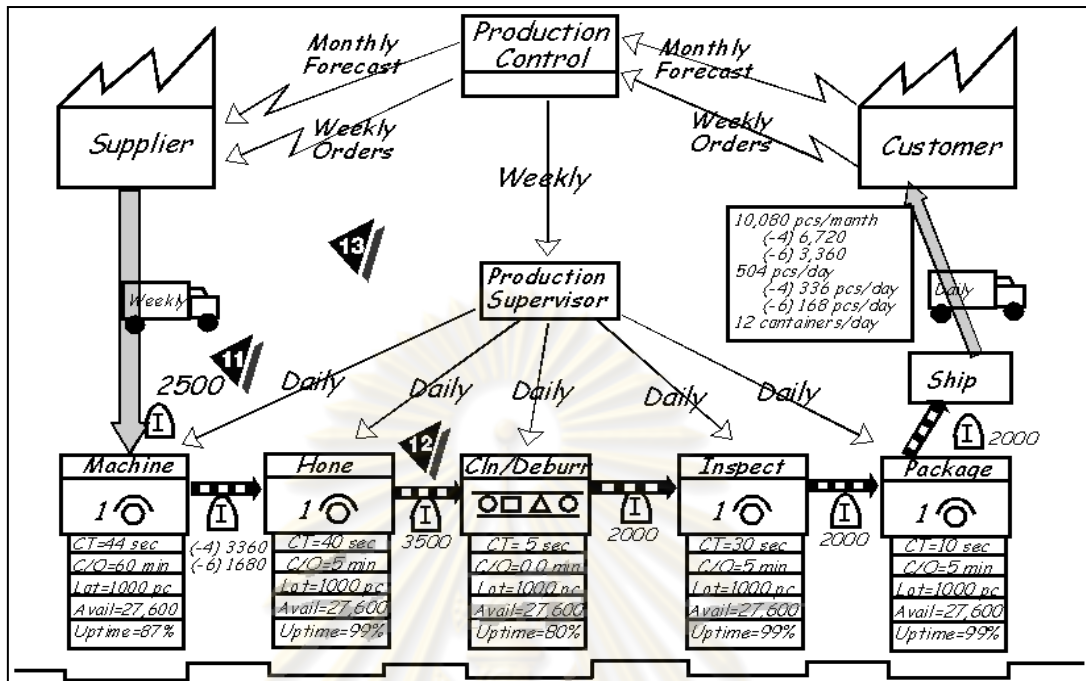 Production
Control
Monthly
Forecast
Monthly
Forecast
Supplier
Weekly
Orders
Weekly
Orders
Customer
Weekly
10,080 pcs/month
(-4) 6,720
(-6) 3,360
504 pcs/day
(-4) 336 pcs/day
(-6) 168 pcs/day
12 cantainers/day
13
Production
Supervisor
Weekly
Daily
11
2500
Daily
Daily
Daily
Daily
Daily
Ship
I
12
I
2000
Machine
Hone
Cln/Deburr
Inspect
Package
1
1
1
1
I
I
I
I
(-4) 3360
(-6) 1680
3500
2000
2000
CT=44 sec
C/O=60 min
Lot=1000 pc
Avail=27,600
Uptime=87%
CT=40 sec
C/O=5 min
Lot=1000 pc
Avail=27,600
Uptime=99%
CT= 5 sec
C/O=0.0 min
Lot=1000 pc
Avail=27,600
Uptime=80%
CT=30 sec
C/O=5 min
Lot=1000 pc
Avail=27,600
Uptime=99%
CT=10 sec
C/O=5 min
Lot=1000 pc
Avail=27,600
Uptime=99%